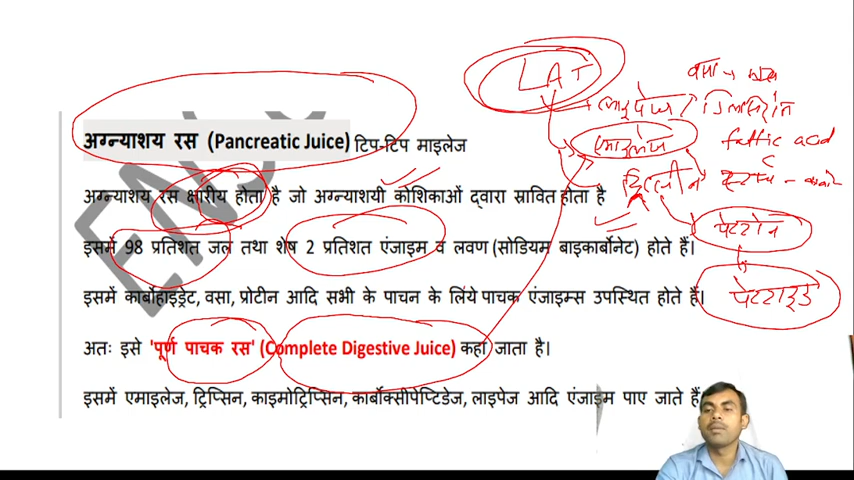 LAT
वसा →
लाइपेज /
एमाइलेज fattic acid
ट्रिप्सीन
पेप्टोन
पेप्टाइड
अग्न्याशय रस (Pancreatic Juice) टिप-टिप माइलेज
अग्न्याशय रस क्षारीय होता है जो अग्न्याशयी कोशिकाओं द्वारा स्रावित होता है
इसमें 98 प्रतिशत जल तथा शेष 2 प्रतिशत एंजाइम व लवण (सोडियम बाइकार्बोनेट) होते हैं।
इसमें कार्बोहाइड्रेट, वसा, प्रोटीन आदि सभी के पाचन के लिये पाचक एंजाइम्स उपस्थित होते हैं।
अतः इसे 'पूर्ण पाचक रस' (Complete Digestive Juice) कहा जाता है।
इसमें एमाइलेज, ट्रिप्सिन, काइमोट्रिप्सिन, कार्बोक्सीपेप्टिडेज, लाइपेज आदि एंजाइम पाए जाते हैं